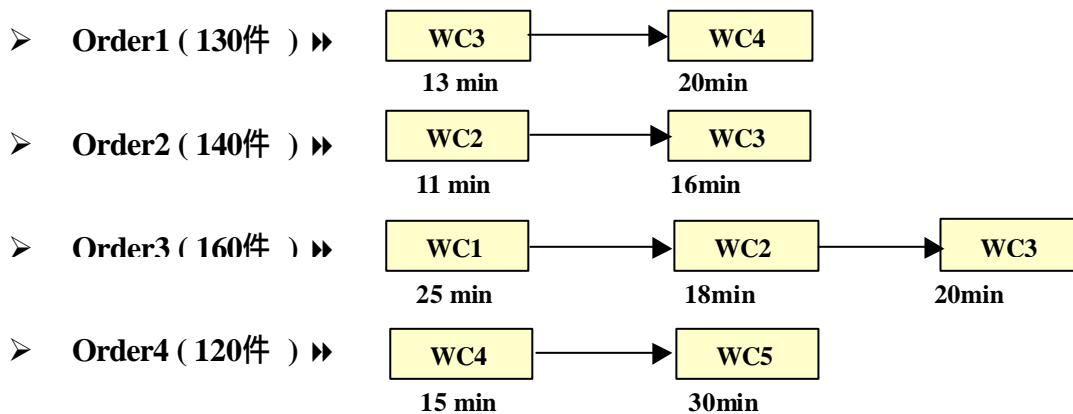 ➢ Order1 ( 130件 ) ▸▸ WC3 WC4
13 min 20min
➢ Order2 ( 140件 ) ▸▸ WC2 WC3
11 min 16min
➢ Order3 ( 160件 ) ▸▸ WC1 WC2 WC3
25 min 18min 20min
➢ Order4 ( 120件 ) ▸▸ WC4 WC5
15 min 30min